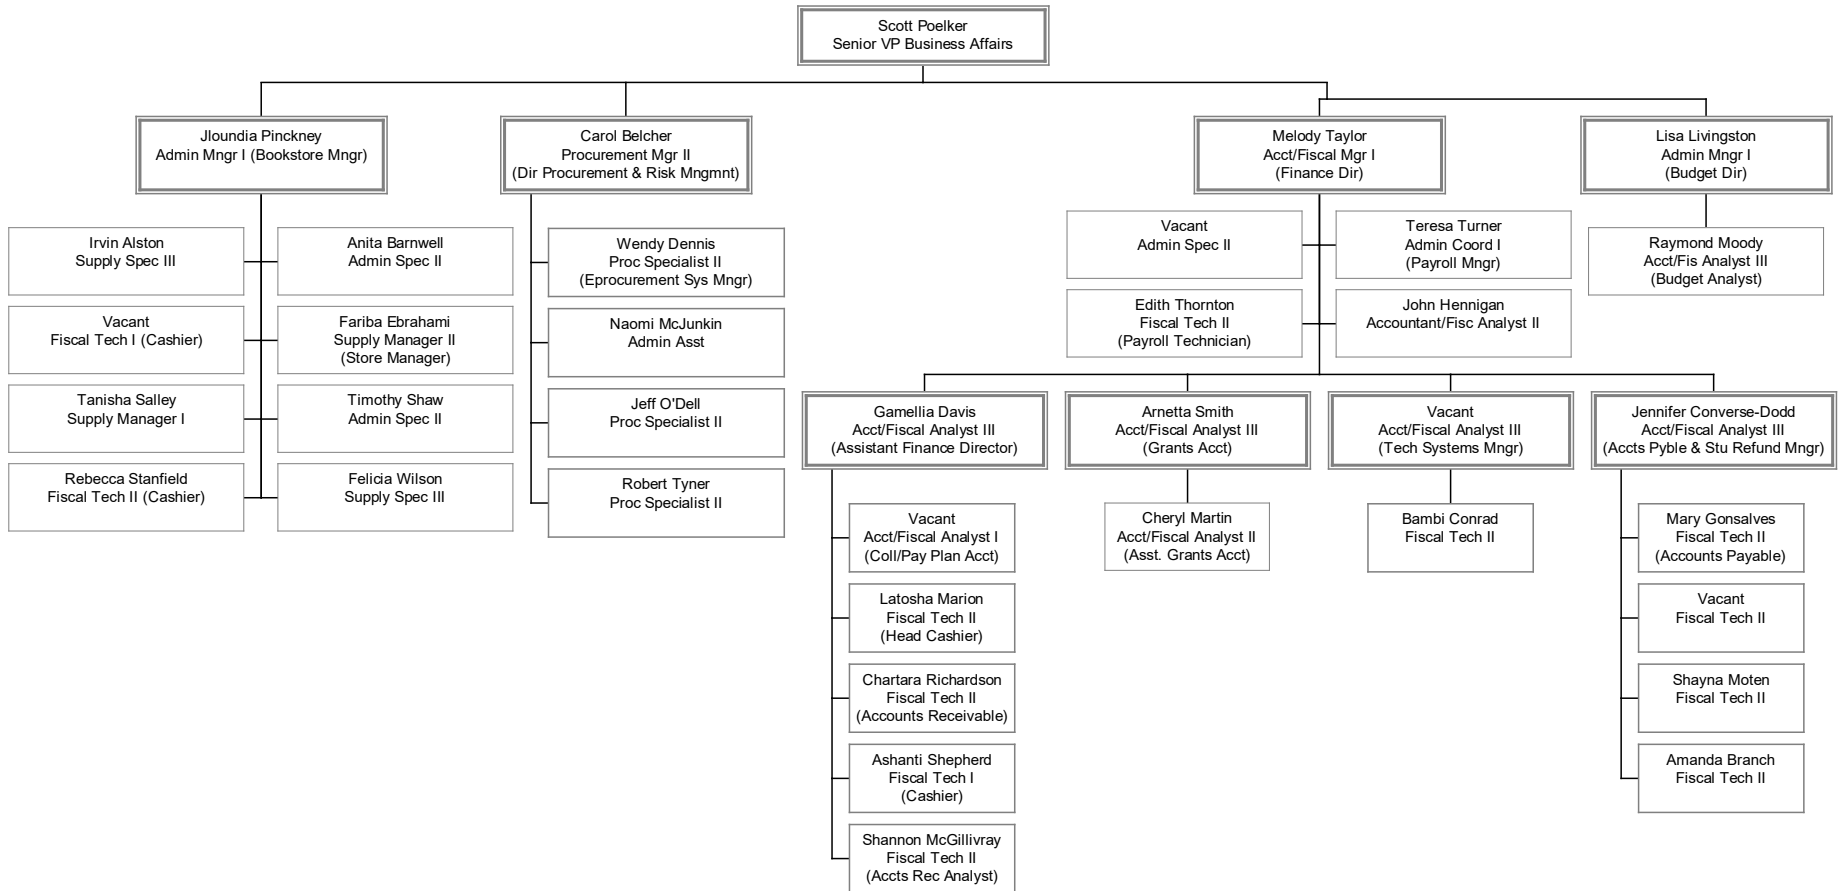 Scott Poelker
Senior VP Business Affairs
Jloundia Pinckney
Admin Mngr I (Bookstore Mngr)
Carol Belcher
Procurement Mgr II
(Dir Procurement & Risk Mngmnt)
Melody Taylor
Acct/Fiscal Mgr I
(Finance Dir)
Lisa Livingston
Admin Mngr I
(Budget Dir)
Irvin Alston
Supply Spec III
Anita Barnwell
Admin Spec II
Vacant
Fiscal Tech I (Cashier)
Fariba Ebrahami
Supply Manager II
(Store Manager)
Tanisha Salley
Supply Manager I
Timothy Shaw
Admin Spec II
Rebecca Stanfield
Fiscal Tech II (Cashier)
Felicia Wilson
Supply Spec III
Wendy Dennis
Proc Specialist II
(Eprocurement Sys Mngr)
Naomi McJunkin
Admin Asst
Jeff O'Dell
Proc Specialist II
Robert Tyner
Proc Specialist II
Vacant
Admin Spec II
Teresa Turner
Admin Coord I
(Payroll Mngr)
Edith Thornton
Fiscal Tech II
(Payroll Technician)
John Hennigan
Accountant/Fisc Analyst II
Raymond Moody
Acct/Fis Analyst III
(Budget Analyst)
Gamellia Davis
Acct/Fiscal Analyst III
(Assistant Finance Director)
Arnetta Smith
Acct/Fiscal Analyst III
(Grants Acct)
Vacant
Acct/Fiscal Analyst III
(Tech Systems Mngr)
Jennifer Converse-Dodd
Acct/Fiscal Analyst III
(Accts Pyble & Stu Refund Mngr)
Vacant
Acct/Fiscal Analyst I
(Coll/Pay Plan Acct)
Latosha Marion
Fiscal Tech II
(Head Cashier)
Chartara Richardson
Fiscal Tech II
(Accounts Receivable)
Ashanti Shepherd
Fiscal Tech I
(Cashier)
Shannon McGillivray
Fiscal Tech II
(Accts Rec Analyst)
Cheryl Martin
Acct/Fiscal Analyst II
(Asst. Grants Acct)
Bambi Conrad
Fiscal Tech II
Mary Gonsalves
Fiscal Tech II
(Accounts Payable)
Vacant
Fiscal Tech II
Shayna Moten
Fiscal Tech II
Amanda Branch
Fiscal Tech II